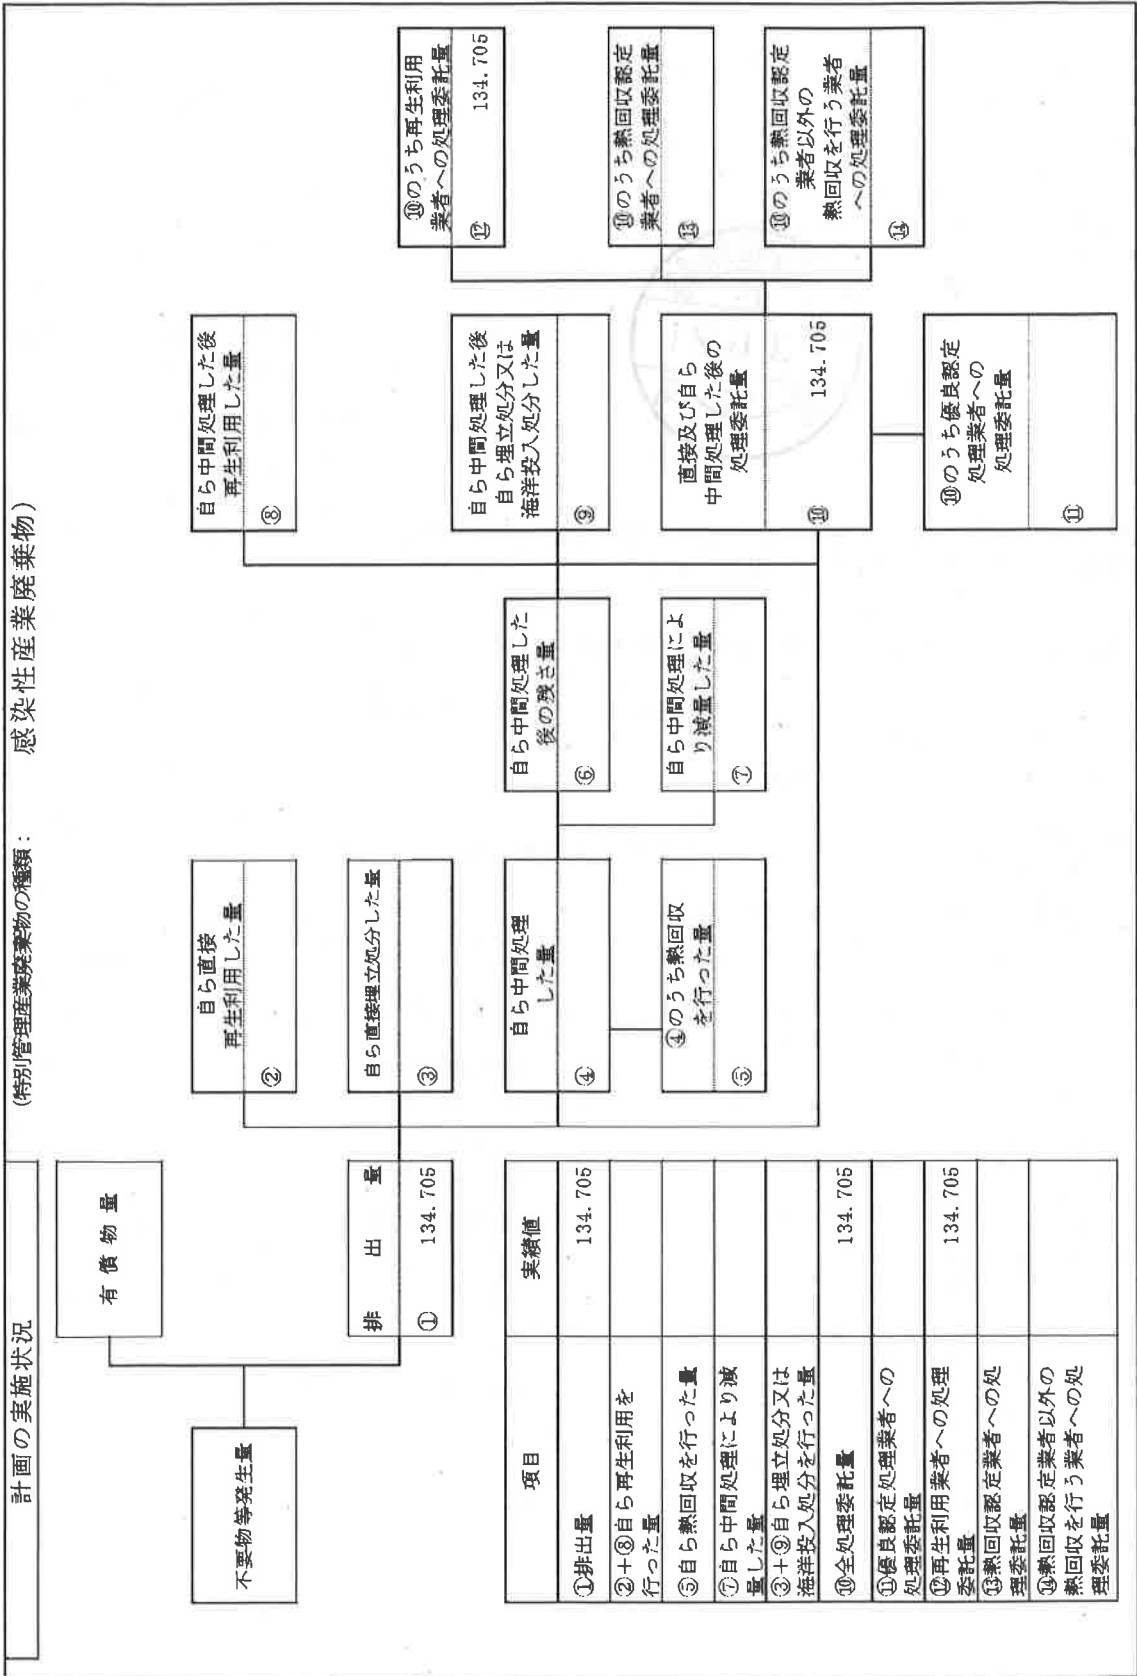 計画の実施状況
(特別管理産業廃棄物の種類：　感染性産業廃棄物)
不要物等発生量
有償物量
排出量
① 134.705
自ら直接
再生利用した量
②
自ら直接埋立処分した量
③
自ら中間処理
した量
④
④のうち熱回収
を行った量
⑤
自ら中間処理した
後の残さ量
⑥
自ら中間処理によ
り減量した量
⑦
自ら中間処理した後
再生利用した量
⑧
自ら中間処理した後
自ら埋立処分又は
海洋投入処分した量
⑨
直接及び自ら
中間処理した後の
処理委託量
⑩ 134.705
⑩のうち優良認定
処理業者への
処理委託量
⑪
⑩のうち再生利用
業者への処理委託量
⑫ 134.705
⑩のうち熱回収認定
業者への処理委託量
⑬
⑩のうち熱回収認定
業者以外の
熱回収を行う業者
への処理委託量
⑭
項目 実績値
①排出量 134.705
②+⑧自ら再生利用を
行った量
⑤自ら熱回収を行った量
⑦自ら中間処理により減
量した量
③+⑨自ら埋立処分又は
海洋投入処分を行った量
⑩全処理委託量 134.705
⑪優良認定処理業者への
処理委託量
⑫再生利用業者への処理
委託量 134.705
⑬熱回収認定業者への処
理委託量
⑭熱回収認定業者以外の
熱回収を行う業者への処
理委託量